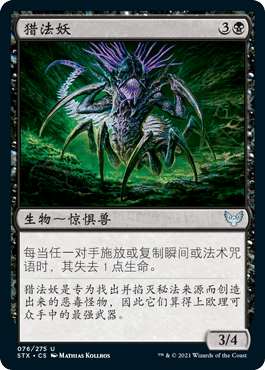 猎法妖 3
生物～惊惧兽
每当任一对手施放或复制瞬间或法术咒
语时，其失去1点生命。
猎法妖是专为找出并掐灭秘法来源而创造
出来的恶毒怪物，因此它们算得上欧理可
众手中的最强武器。
3/4
076/275 U
STX • CS MATHIAS KOLLROS
™ & © 2021 Wizards of the Coast